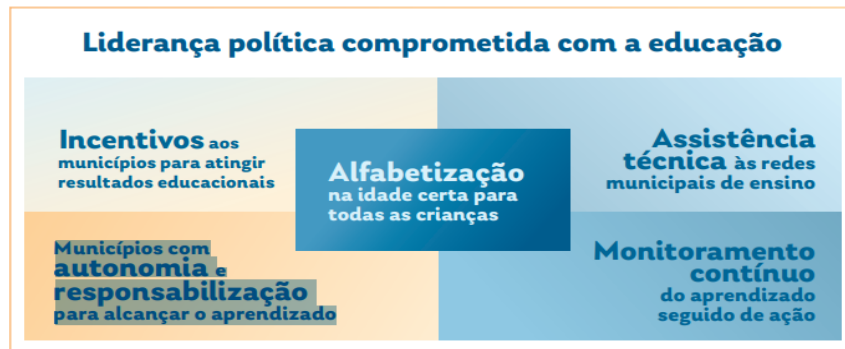 Liderança política comprometida com a educação
Incentivos aos
municípios para atingir
resultados educacionais
Assistência
técnica às redes
municipais de ensino
Alfabetização
na idade certa para
todas as crianças
Municípios com
autonomia e
responsabilização
para alcançar o aprendizado
Monitoramento
contínuo
do aprendizado
seguido de ação